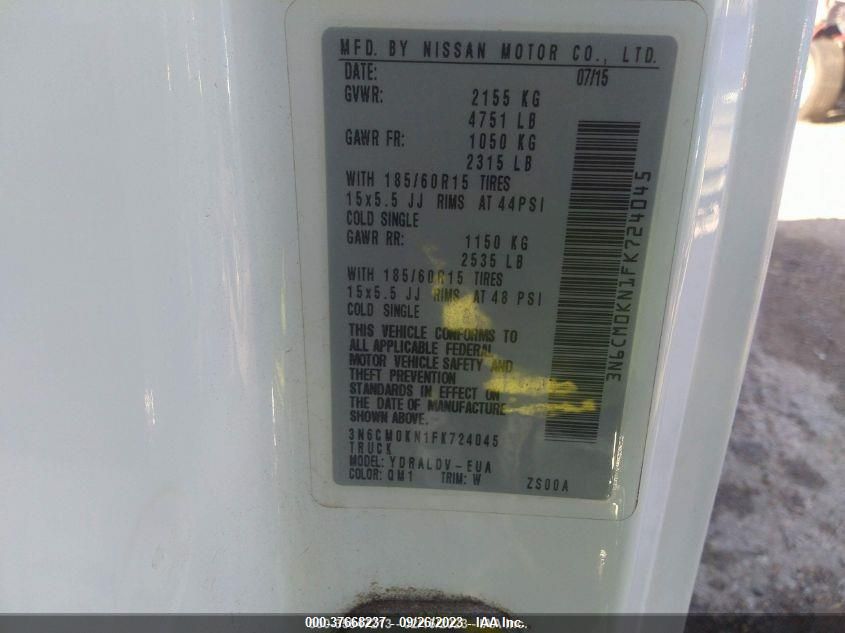 MFD. BY NISSAN MOTOR CO., LTD.
DATE: 07/15
GVWR: 2155 KG
4751 LB
GAWR FR: 1050 KG
2315 LB
WITH 185/60R15 TIRES
15x5.5 JJ RIMS AT 44PSI
COLD SINGLE
GAWR RR: 1150 KG
2535 LB
WITH 185/60R15 TIRES
15x5.5 JJ RIMS AT 48 PSI
COLD SINGLE
THIS VEHICLE CONFORMS TO
ALL APPLICABLE FEDERAL
MOTOR VEHICLE SAFETY AND
THEFT PREVENTION
STANDARDS IN EFFECT ON
THE DATE OF MANUFACTURE
SHOWN ABOVE.
3N6CM0KN1FK724045
TRUCK
MODEL: YDRALDV-EUA
COLOR: QM1 TRIM: W ZS00A
3N6CM0KN1FK724045
000-37668237 - 09/26/2023 - IAA Inc.